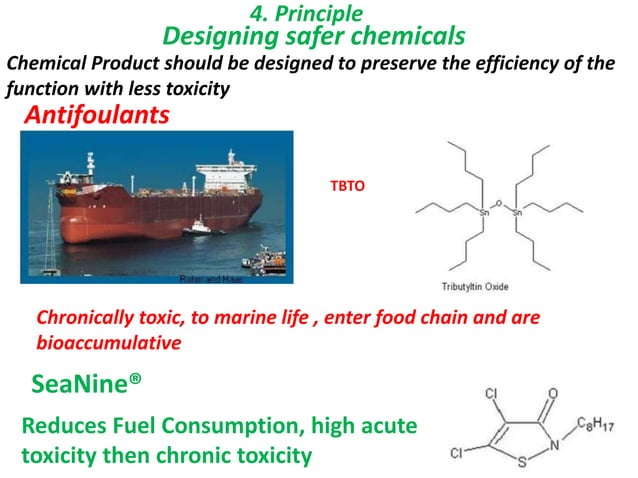 4. Principle
Designing safer chemicals
Chemical Product should be designed to preserve the efficiency of the
function with less toxicity
Antifoulants
TBTO
Sn O Sn
Rohm and Haas
Tributyltin Oxide
Chronically toxic, to marine life , enter food chain and are
bioaccumulative
SeaNine®
Reduces Fuel Consumption, high acute
toxicity then chronic toxicity
Cl O
C8H17
Cl N
S